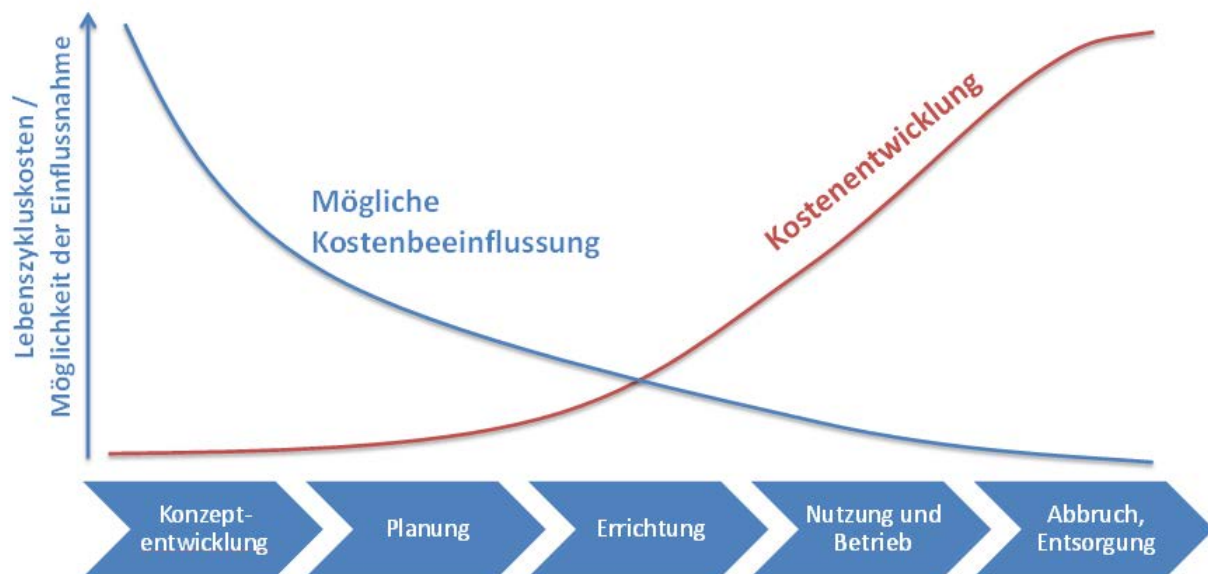 Lebenszykluskosten /
Möglichkeit der Einflussnahme
Mögliche
Kostenbeeinflussung
Kostenentwicklung
Konzept-
entwicklung
Planung
Errichtung
Nutzung und
Betrieb
Abbruch,
Entsorgung